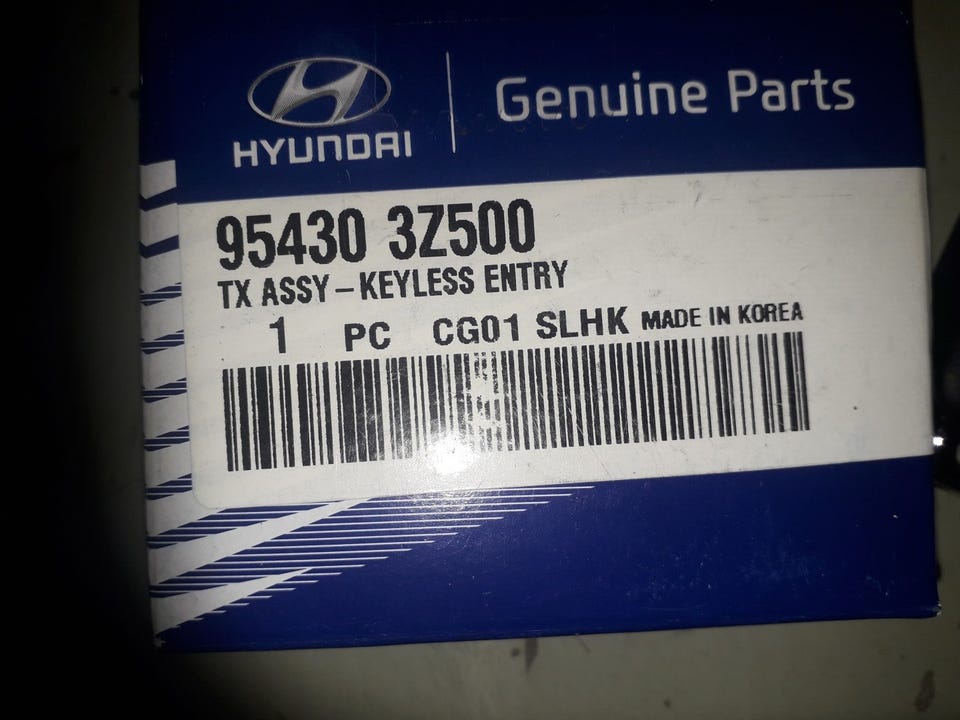 HYUNDAI
Genuine Parts
95430 3Z500
TX ASSY – KEYLESS ENTRY
1 PC CG01 SLHK MADE IN KOREA